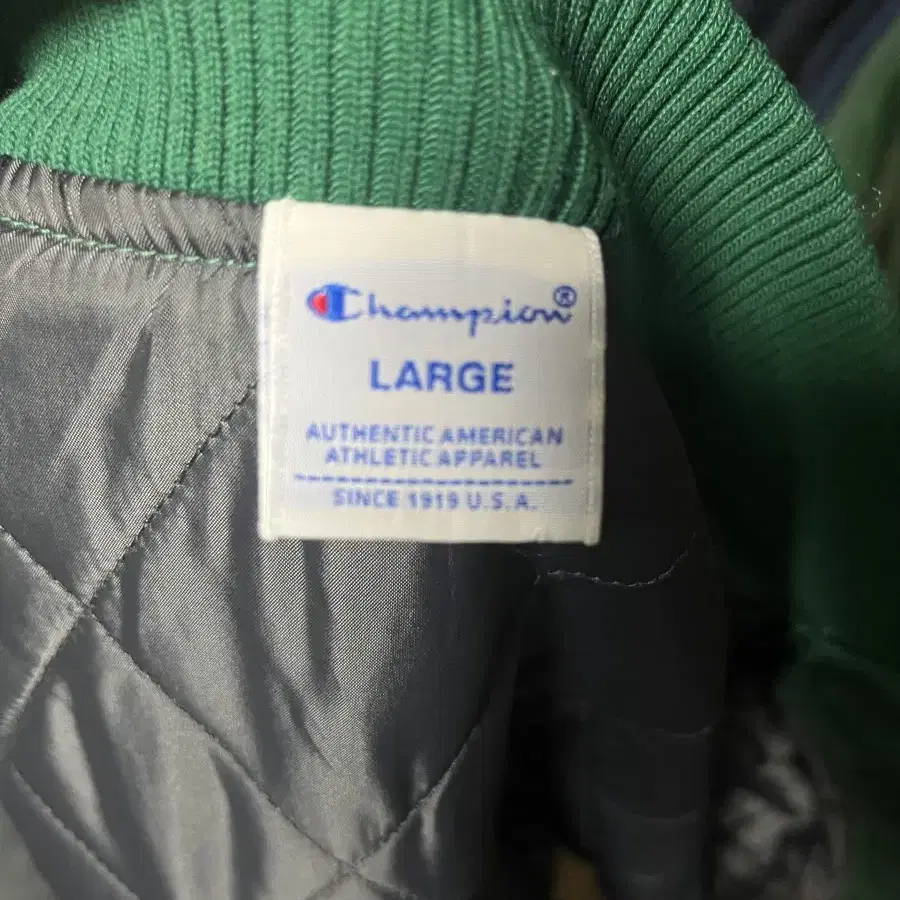 Champion®
LARGE
AUTHENTIC AMERICAN
ATHLETIC APPAREL
SINCE 1919 U.S.A.